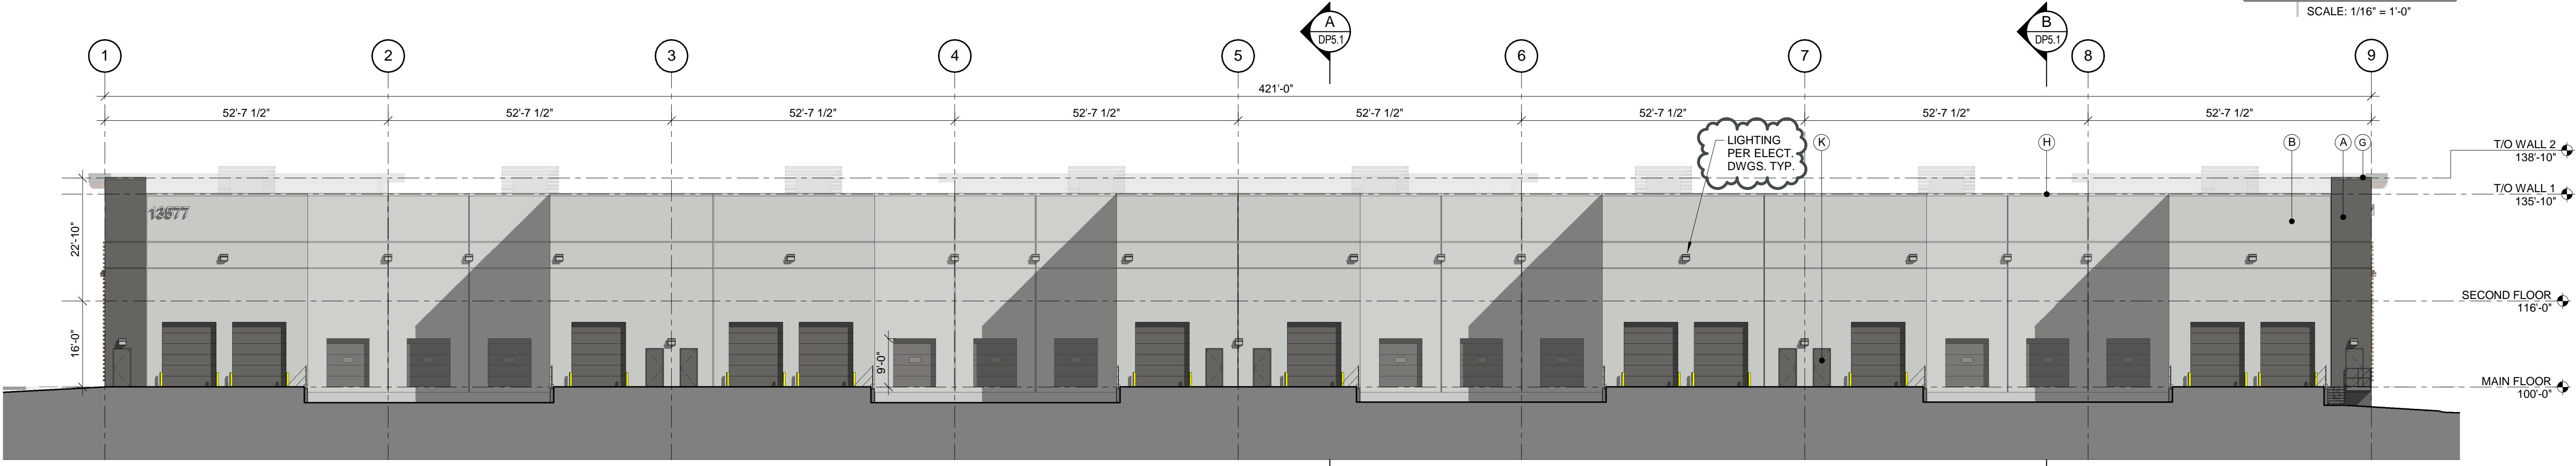 SCALE: 1/16" = 1'-0"
A
DP5.1
B
DP5.1
1
2
3
4
5
6
7
8
9
421'-0"
52'-7 1/2"
52'-7 1/2"
52'-7 1/2"
52'-7 1/2"
52'-7 1/2"
52'-7 1/2"
52'-7 1/2"
52'-7 1/2"
LIGHTING
PER ELECT.
DWGS. TYP.
K
H
B
A
G
T/O WALL 2
138'-10"
T/O WALL 1
135'-10"
13577
22'-10"
SECOND FLOOR
116'-0"
16'-0"
9'-0"
MAIN FLOOR
100'-0"